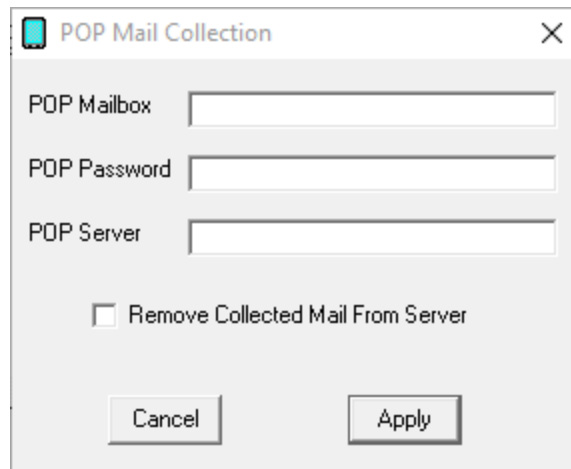 POP Mail Collection
POP Mailbox
POP Password
POP Server
Remove Collected Mail From Server
Cancel Apply